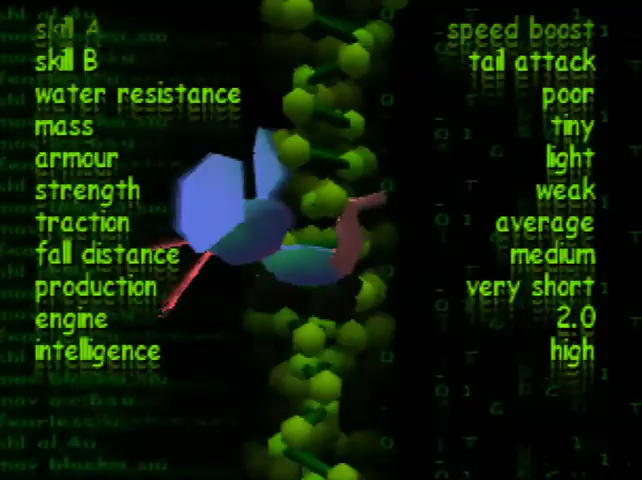 skill A speed boost
skill B tail attack
water resistance poor
mass tiny
armour light
strength weak
traction average
fall distance medium
production very short
engine 2.0
intelligence high